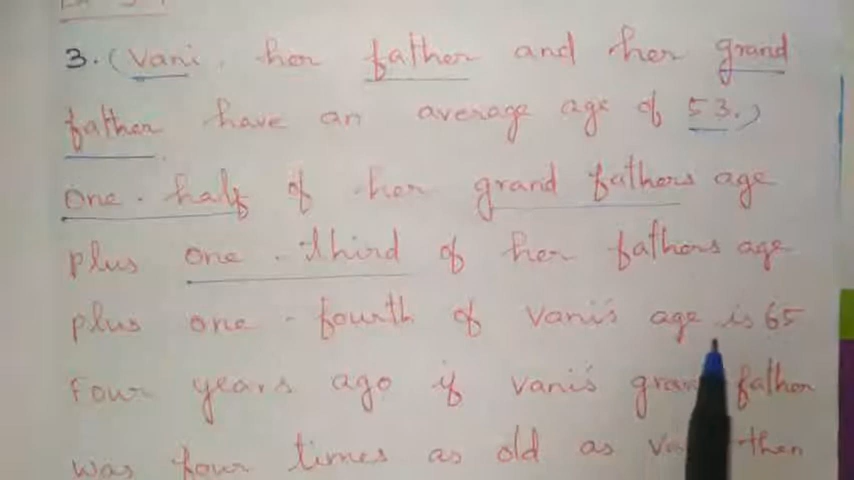 3. (Vani, her father and her grand
father have an average age of 53.)
one-half of her grand fathers age
plus one-third of her fathers age
plus one-fourth of vani's age is 65
Four years ago if vani's father
was four times as old as then